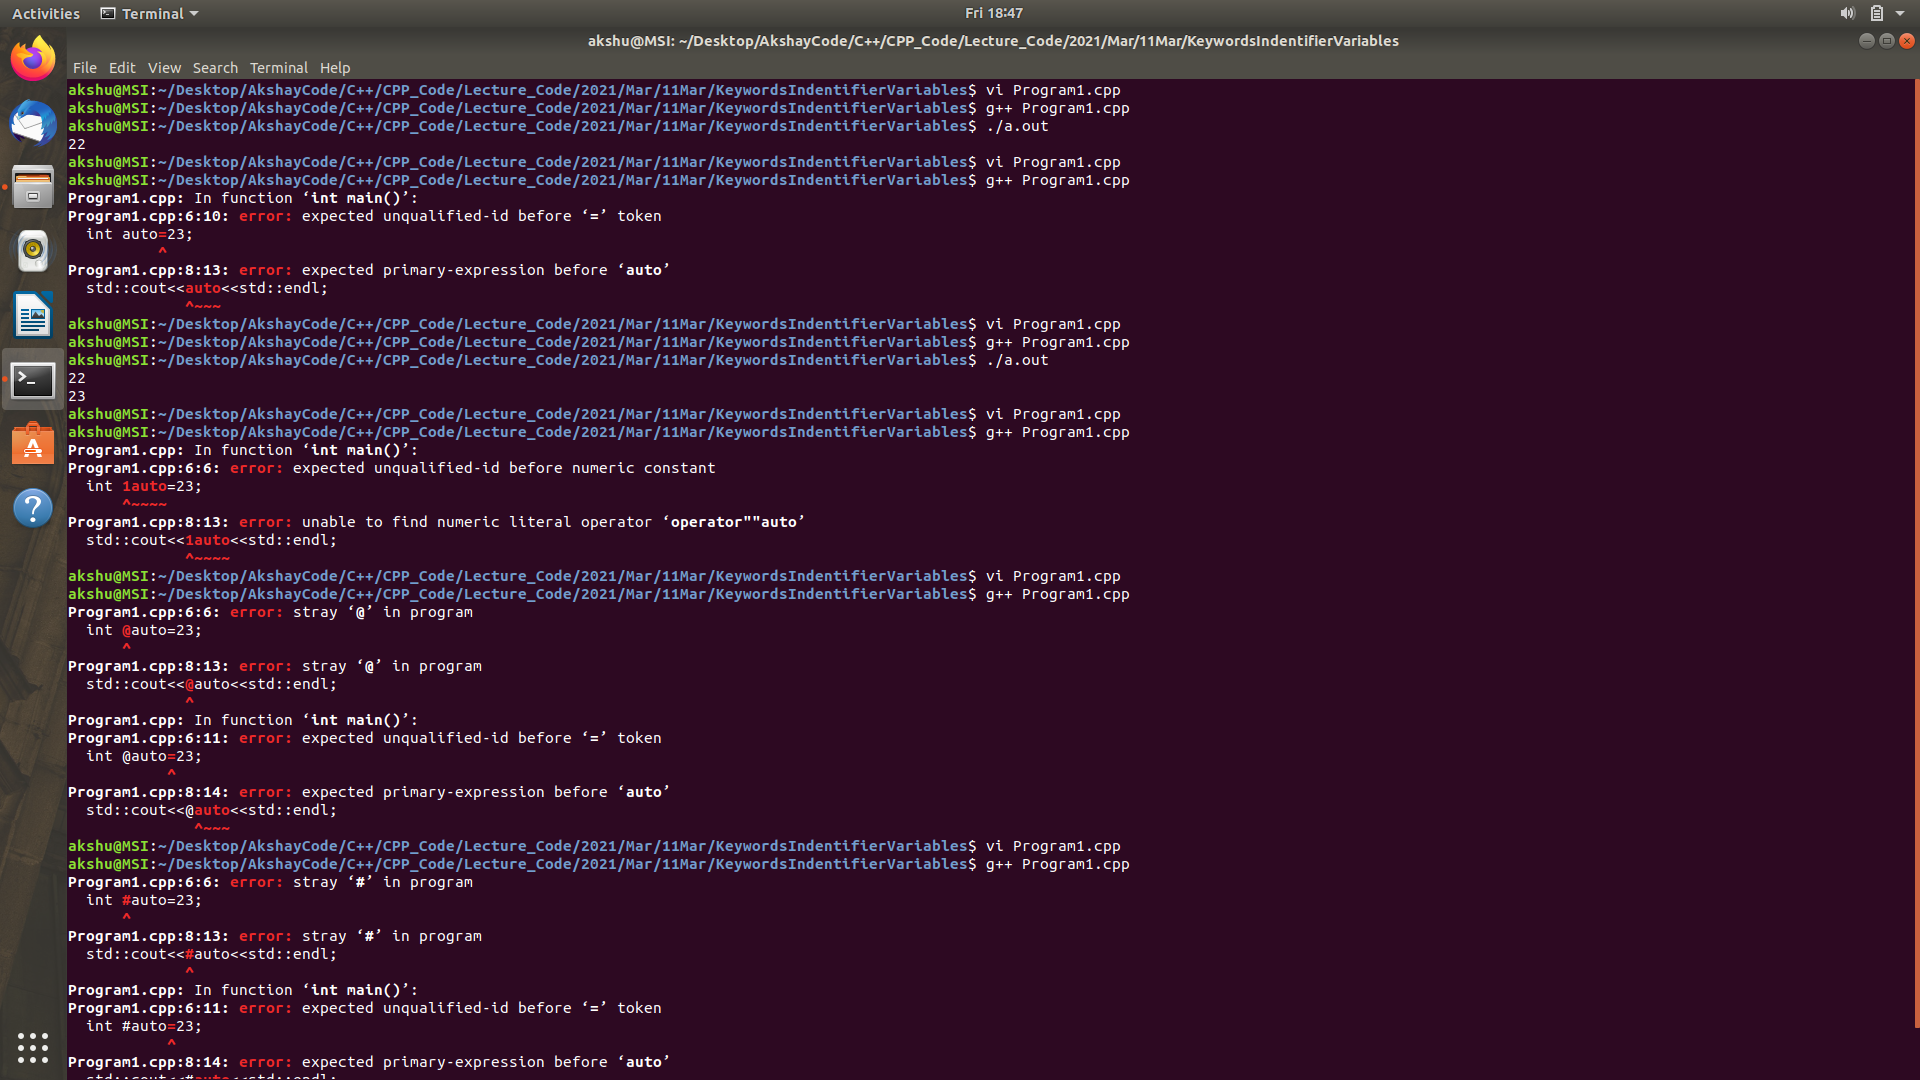 Activities Terminal Fri 18:47
akshu@MSI: ~/Desktop/AkshayCode/C++/CPP_Code/Lecture_Code/2021/Mar/11Mar/KeywordsIndentifierVariables
File Edit View Search Terminal Help
akshu@MSI:~/Desktop/AkshayCode/C++/CPP_Code/Lecture_Code/2021/Mar/11Mar/KeywordsIndentifierVariables$ vi Program1.cpp
akshu@MSI:~/Desktop/AkshayCode/C++/CPP_Code/Lecture_Code/2021/Mar/11Mar/KeywordsIndentifierVariables$ g++ Program1.cpp
akshu@MSI:~/Desktop/AkshayCode/C++/CPP_Code/Lecture_Code/2021/Mar/11Mar/KeywordsIndentifierVariables$ ./a.out
22
akshu@MSI:~/Desktop/AkshayCode/C++/CPP_Code/Lecture_Code/2021/Mar/11Mar/KeywordsIndentifierVariables$ vi Program1.cpp
akshu@MSI:~/Desktop/AkshayCode/C++/CPP_Code/Lecture_Code/2021/Mar/11Mar/KeywordsIndentifierVariables$ g++ Program1.cpp
Program1.cpp: In function ‘int main()’:
Program1.cpp:6:10: error: expected unqualified-id before ‘=’ token
  int auto=23;
          ^
Program1.cpp:8:13: error: expected primary-expression before ‘auto’
  std::cout<<auto<<std::endl;
             ^~~~
akshu@MSI:~/Desktop/AkshayCode/C++/CPP_Code/Lecture_Code/2021/Mar/11Mar/KeywordsIndentifierVariables$ vi Program1.cpp
akshu@MSI:~/Desktop/AkshayCode/C++/CPP_Code/Lecture_Code/2021/Mar/11Mar/KeywordsIndentifierVariables$ g++ Program1.cpp
akshu@MSI:~/Desktop/AkshayCode/C++/CPP_Code/Lecture_Code/2021/Mar/11Mar/KeywordsIndentifierVariables$ ./a.out
22
23
akshu@MSI:~/Desktop/AkshayCode/C++/CPP_Code/Lecture_Code/2021/Mar/11Mar/KeywordsIndentifierVariables$ vi Program1.cpp
akshu@MSI:~/Desktop/AkshayCode/C++/CPP_Code/Lecture_Code/2021/Mar/11Mar/KeywordsIndentifierVariables$ g++ Program1.cpp
Program1.cpp: In function ‘int main()’:
Program1.cpp:6:6: error: expected unqualified-id before numeric constant
  int 1auto=23;
      ^~~~~
Program1.cpp:8:13: error: unable to find numeric literal operator ‘operator""auto’
  std::cout<<1auto<<std::endl;
             ^~~~~
akshu@MSI:~/Desktop/AkshayCode/C++/CPP_Code/Lecture_Code/2021/Mar/11Mar/KeywordsIndentifierVariables$ vi Program1.cpp
akshu@MSI:~/Desktop/AkshayCode/C++/CPP_Code/Lecture_Code/2021/Mar/11Mar/KeywordsIndentifierVariables$ g++ Program1.cpp
Program1.cpp:6:6: error: stray ‘@’ in program
  int @auto=23;
      ^
Program1.cpp:8:13: error: stray ‘@’ in program
  std::cout<<@auto<<std::endl;
             ^
Program1.cpp: In function ‘int main()’:
Program1.cpp:6:11: error: expected unqualified-id before ‘=’ token
  int @auto=23;
           ^
Program1.cpp:8:14: error: expected primary-expression before ‘auto’
  std::cout<<@auto<<std::endl;
              ^~~~
akshu@MSI:~/Desktop/AkshayCode/C++/CPP_Code/Lecture_Code/2021/Mar/11Mar/KeywordsIndentifierVariables$ vi Program1.cpp
akshu@MSI:~/Desktop/AkshayCode/C++/CPP_Code/Lecture_Code/2021/Mar/11Mar/KeywordsIndentifierVariables$ g++ Program1.cpp
Program1.cpp:6:6: error: stray ‘#’ in program
  int #auto=23;
      ^
Program1.cpp:8:13: error: stray ‘#’ in program
  std::cout<<#auto<<std::endl;
             ^
Program1.cpp: In function ‘int main()’:
Program1.cpp:6:11: error: expected unqualified-id before ‘=’ token
  int #auto=23;
           ^
Program1.cpp:8:14: error: expected primary-expression before ‘auto’
  std::cout<<#auto<<std::endl;